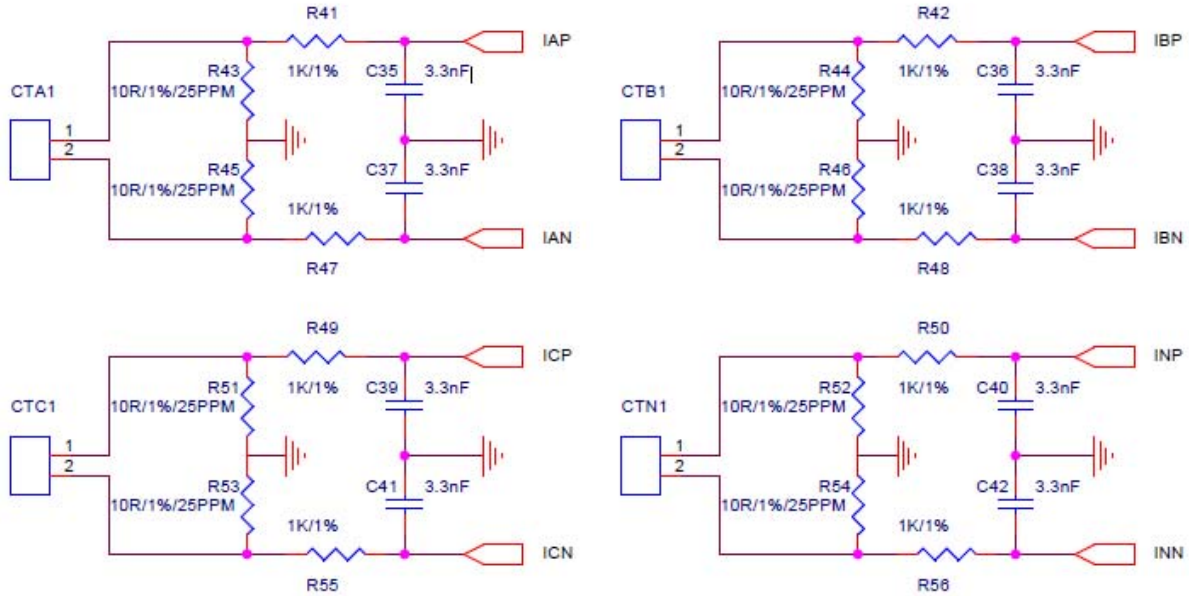 R41
IAP
R43
1K/1%
C35
3.3nF
CTA1
10R/1%/25PPM
1
2
R45
C37
3.3nF
10R/1%/25PPM
1K/1%
IAN
R47
R42
IBP
R44
1K/1%
C36
3.3nF
CTB1
10R/1%/25PPM
1
2
R46
C38
3.3nF
10R/1%/25PPM
1K/1%
IBN
R48
R49
ICP
R51
1K/1%
C39
3.3nF
CTC1
10R/1%/25PPM
1
2
R53
C41
3.3nF
10R/1%/25PPM
1K/1%
ICN
R55
R50
INP
R52
1K/1%
C40
3.3nF
CTN1
10R/1%/25PPM
1
2
R54
C42
3.3nF
10R/1%/25PPM
1K/1%
INN
R56